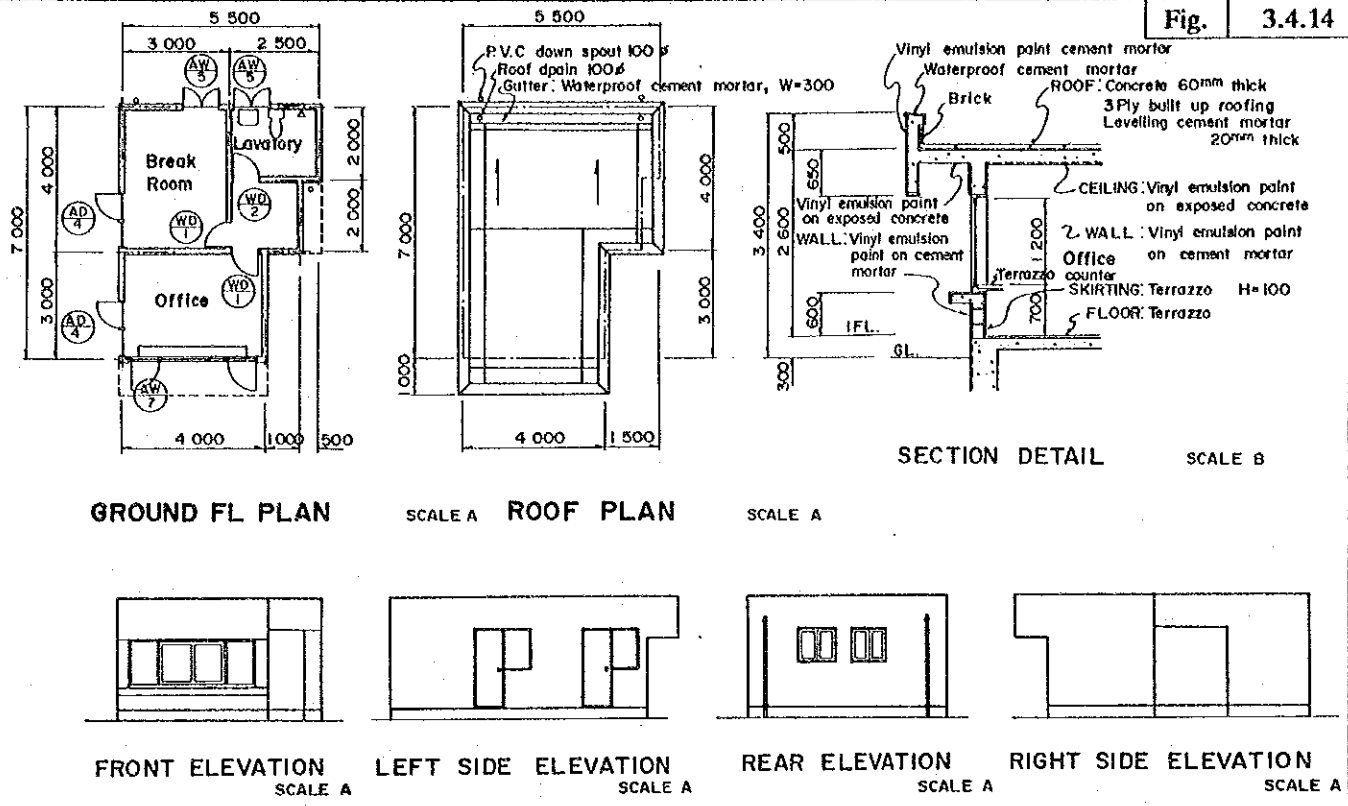 Fig. 3.4.14
5 500
3 000
2 500
AW 5
AW 5
7 000
4 000
3 000
2 000
2 000
Lavatory
Break
Room
WD 2
WD 1
AD 4
WD 1
Office
AD 4
AW 7
4 000
1000
500
GROUND FL PLAN
SCALE A
5 500
P.V.C down spout 100 ø
Roof dpain 100ø
Gutter: Waterproof cement mortar, W=300
7 000
1 000
4 000
3 000
4 000
1 500
ROOF PLAN
SCALE A
Vinyl emulsion paint cement mortar
Waterproof cement mortar
Brick
ROOF: Concrete 60mm thick
3Ply built up roofing
Levelling cement mortar
20mm thick
500
650
3 400
2 600
600
300
1 200
700
CEILING: Vinyl emulsion paint
on exposed concrete
Vinyl emulsion paint
on exposed concrete
WALL: Vinyl emulsion
paint on cement
mortar
WALL: Vinyl emulsion paint
on cement mortar
Office
Terrazzo counter
SKIRTING: Terrazzo H=100
FLOOR: Terrazzo
1FL.
GL.
SECTION DETAIL
SCALE B
FRONT ELEVATION
SCALE A
LEFT SIDE ELEVATION
SCALE A
REAR ELEVATION
SCALE A
RIGHT SIDE ELEVATION
SCALE A